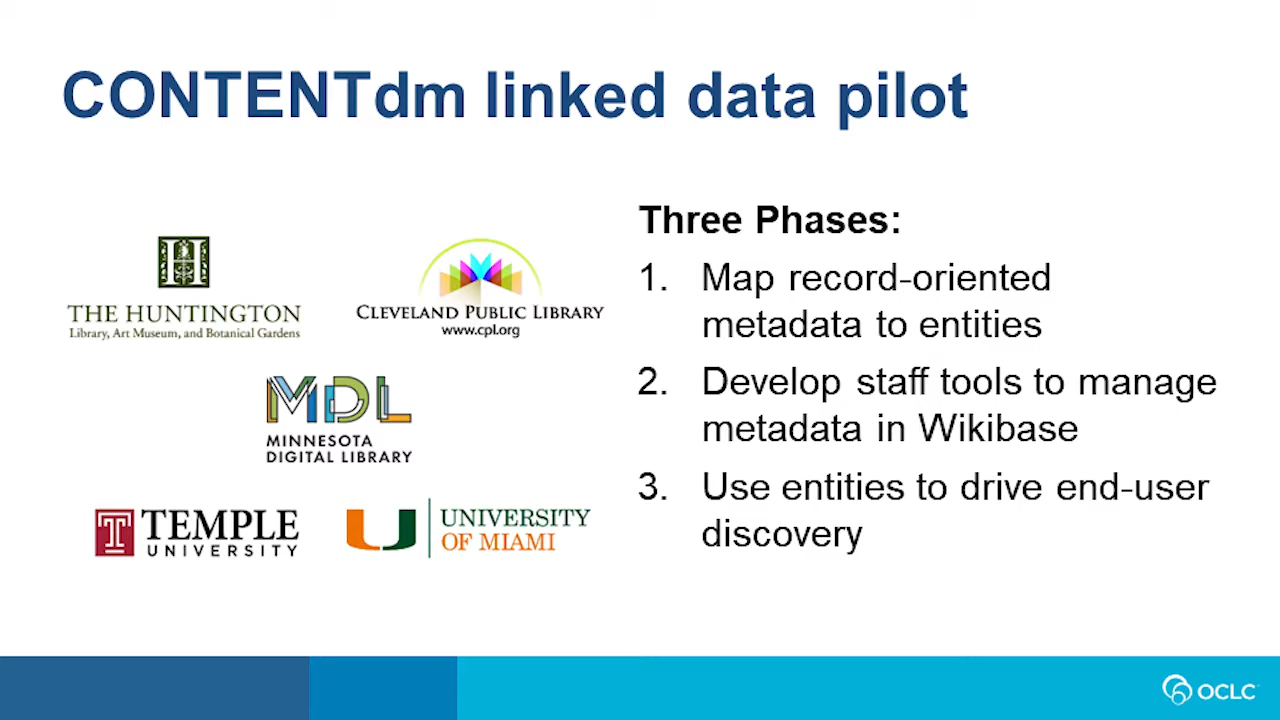 CONTENTdm linked data pilot
THE HUNTINGTON
Library, Art Museum, and Botanical Gardens
CLEVELAND PUBLIC LIBRARY
www.cpl.org
MDL
MINNESOTA
DIGITAL LIBRARY
TEMPLE
UNIVERSITY
UNIVERSITY
OF MIAMI
Three Phases:
1. Map record-oriented
metadata to entities
2. Develop staff tools to manage
metadata in Wikibase
3. Use entities to drive end-user
discovery
OCLC